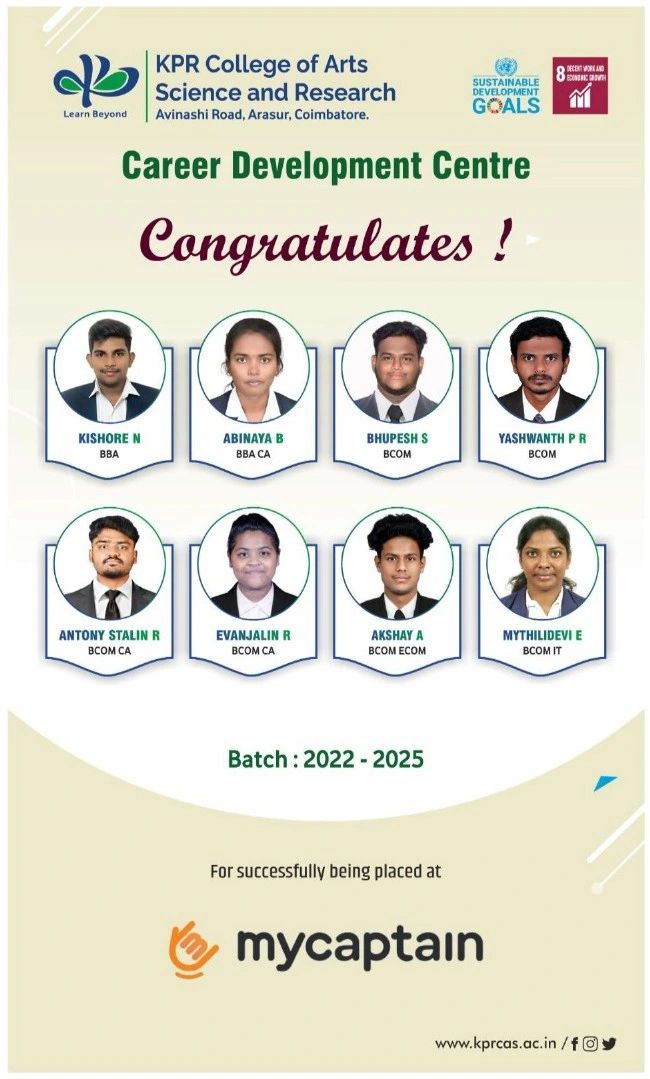 Learn Beyond
KPR College of Arts
Science and Research
Avinashi Road, Arasur, Coimbatore.
SUSTAINABLE
DEVELOPMENT
GOALS
8 DECENT WORK AND
ECONOMIC GROWTH
Career Development Centre
Congratulates !
KISHORE N
BBA
ABINAYA B
BBA CA
BHUPESH S
BCOM
YASHWANTH P R
BCOM
ANTONY STALIN R
BCOM CA
EVANJALIN R
BCOM CA
AKSHAY A
BCOM ECOM
MYTHILIDEVI E
BCOM IT
Batch : 2022 - 2025
For successfully being placed at
mycaptain
www.kprcas.ac.in /